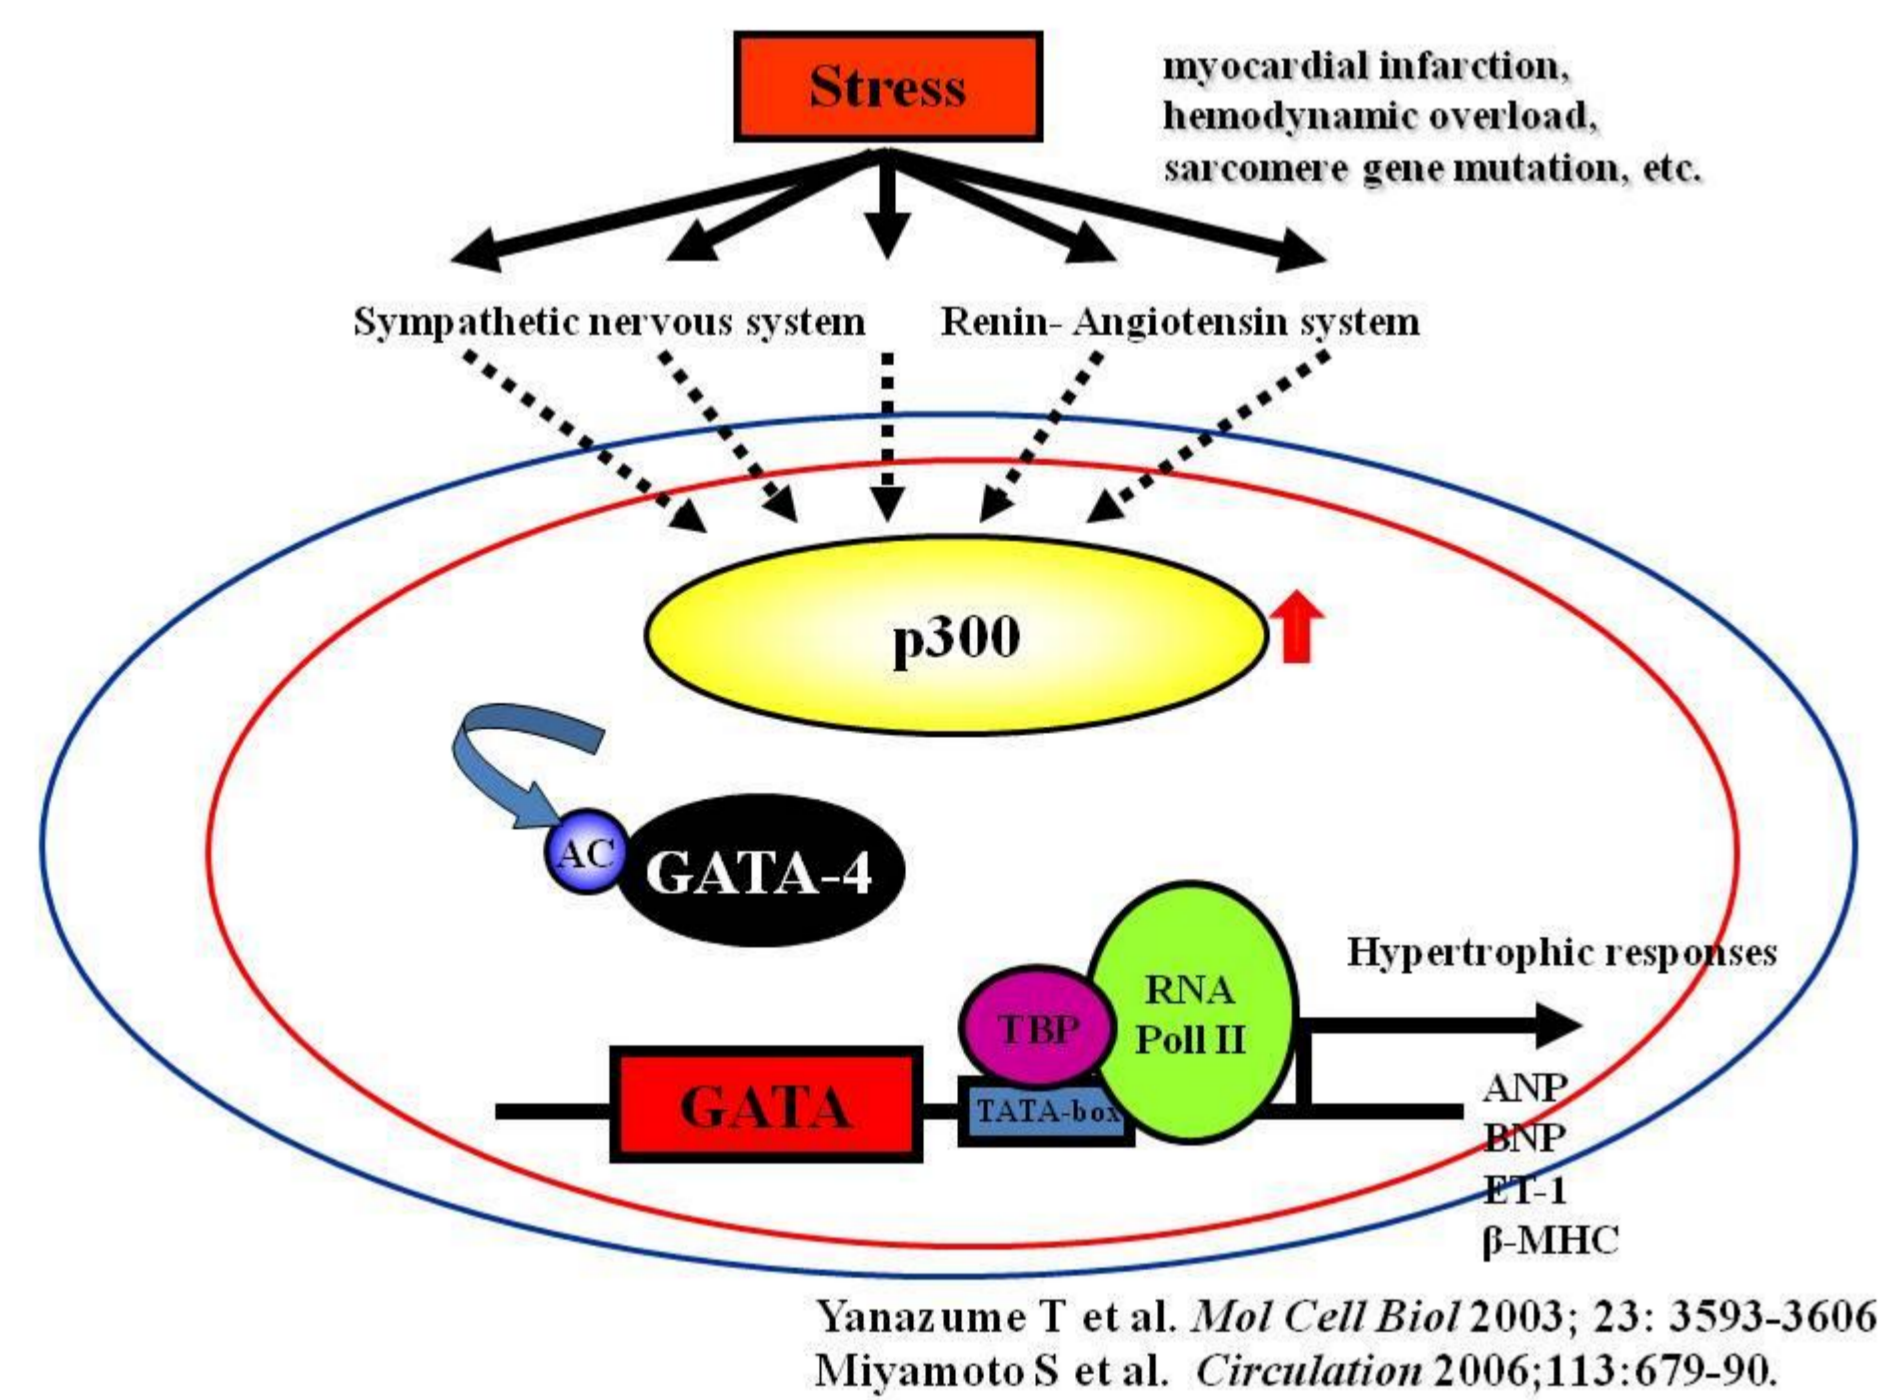 Stress
myocardial infarction,
hemodynamic overload,
sarcomere gene mutation, etc.
Sympathetic nervous system
Renin- Angiotensin system
p300
AC
GATA-4
RNA
Poll II
TBP
Hypertrophic responses
GATA
TATA-box
ANP
BNP
ET-1
β-MHC
Yanazume T et al. Mol Cell Biol 2003; 23: 3593-3606
Miyamoto S et al. Circulation 2006;113:679-90.